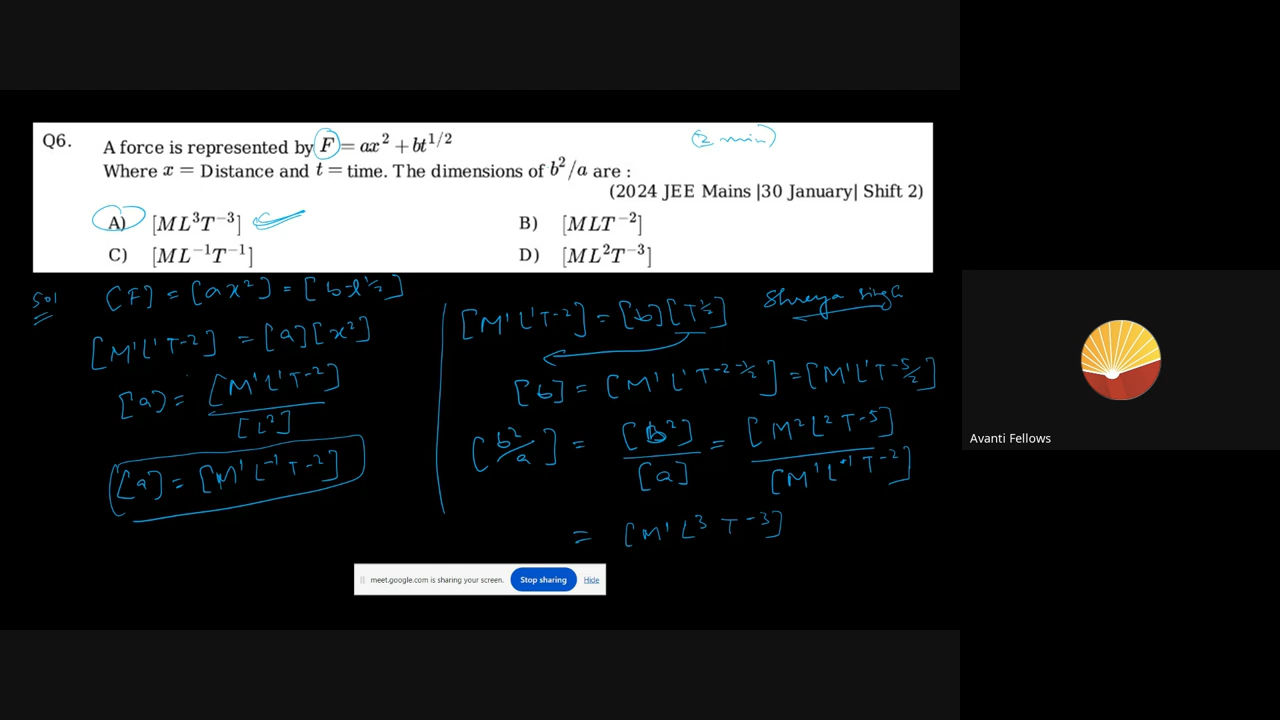 Q6. A force is represented by F = ax² + bt^{1/2} (2 min)
Where x = Distance and t = time. The dimensions of b²/a are :
(2024 JEE Mains |30 January| Shift 2)
A) [ML³T⁻³] B) [MLT⁻²]
C) [ML⁻¹T⁻¹] D) [ML²T⁻³]
Sol [F] = [ax²] = [bt^{1/2}]
[M¹L¹T-2] = [a][x²]
[a] = [M¹L¹T-2] / [L²]
[a] = [M¹L⁻¹T-2]
[M¹L¹T-2] = [b][T^{1/2}] Shreya Singh
[b] = [M¹L¹T-2-1/2] = [M¹L¹T-5/2]
[b²/a] = [b²]/[a] = [M²L²T-5] / [M¹L⁻¹T-2]
= [M¹L³T-3]
meet.google.com is sharing your screen. Stop sharing Hide
Avanti Fellows